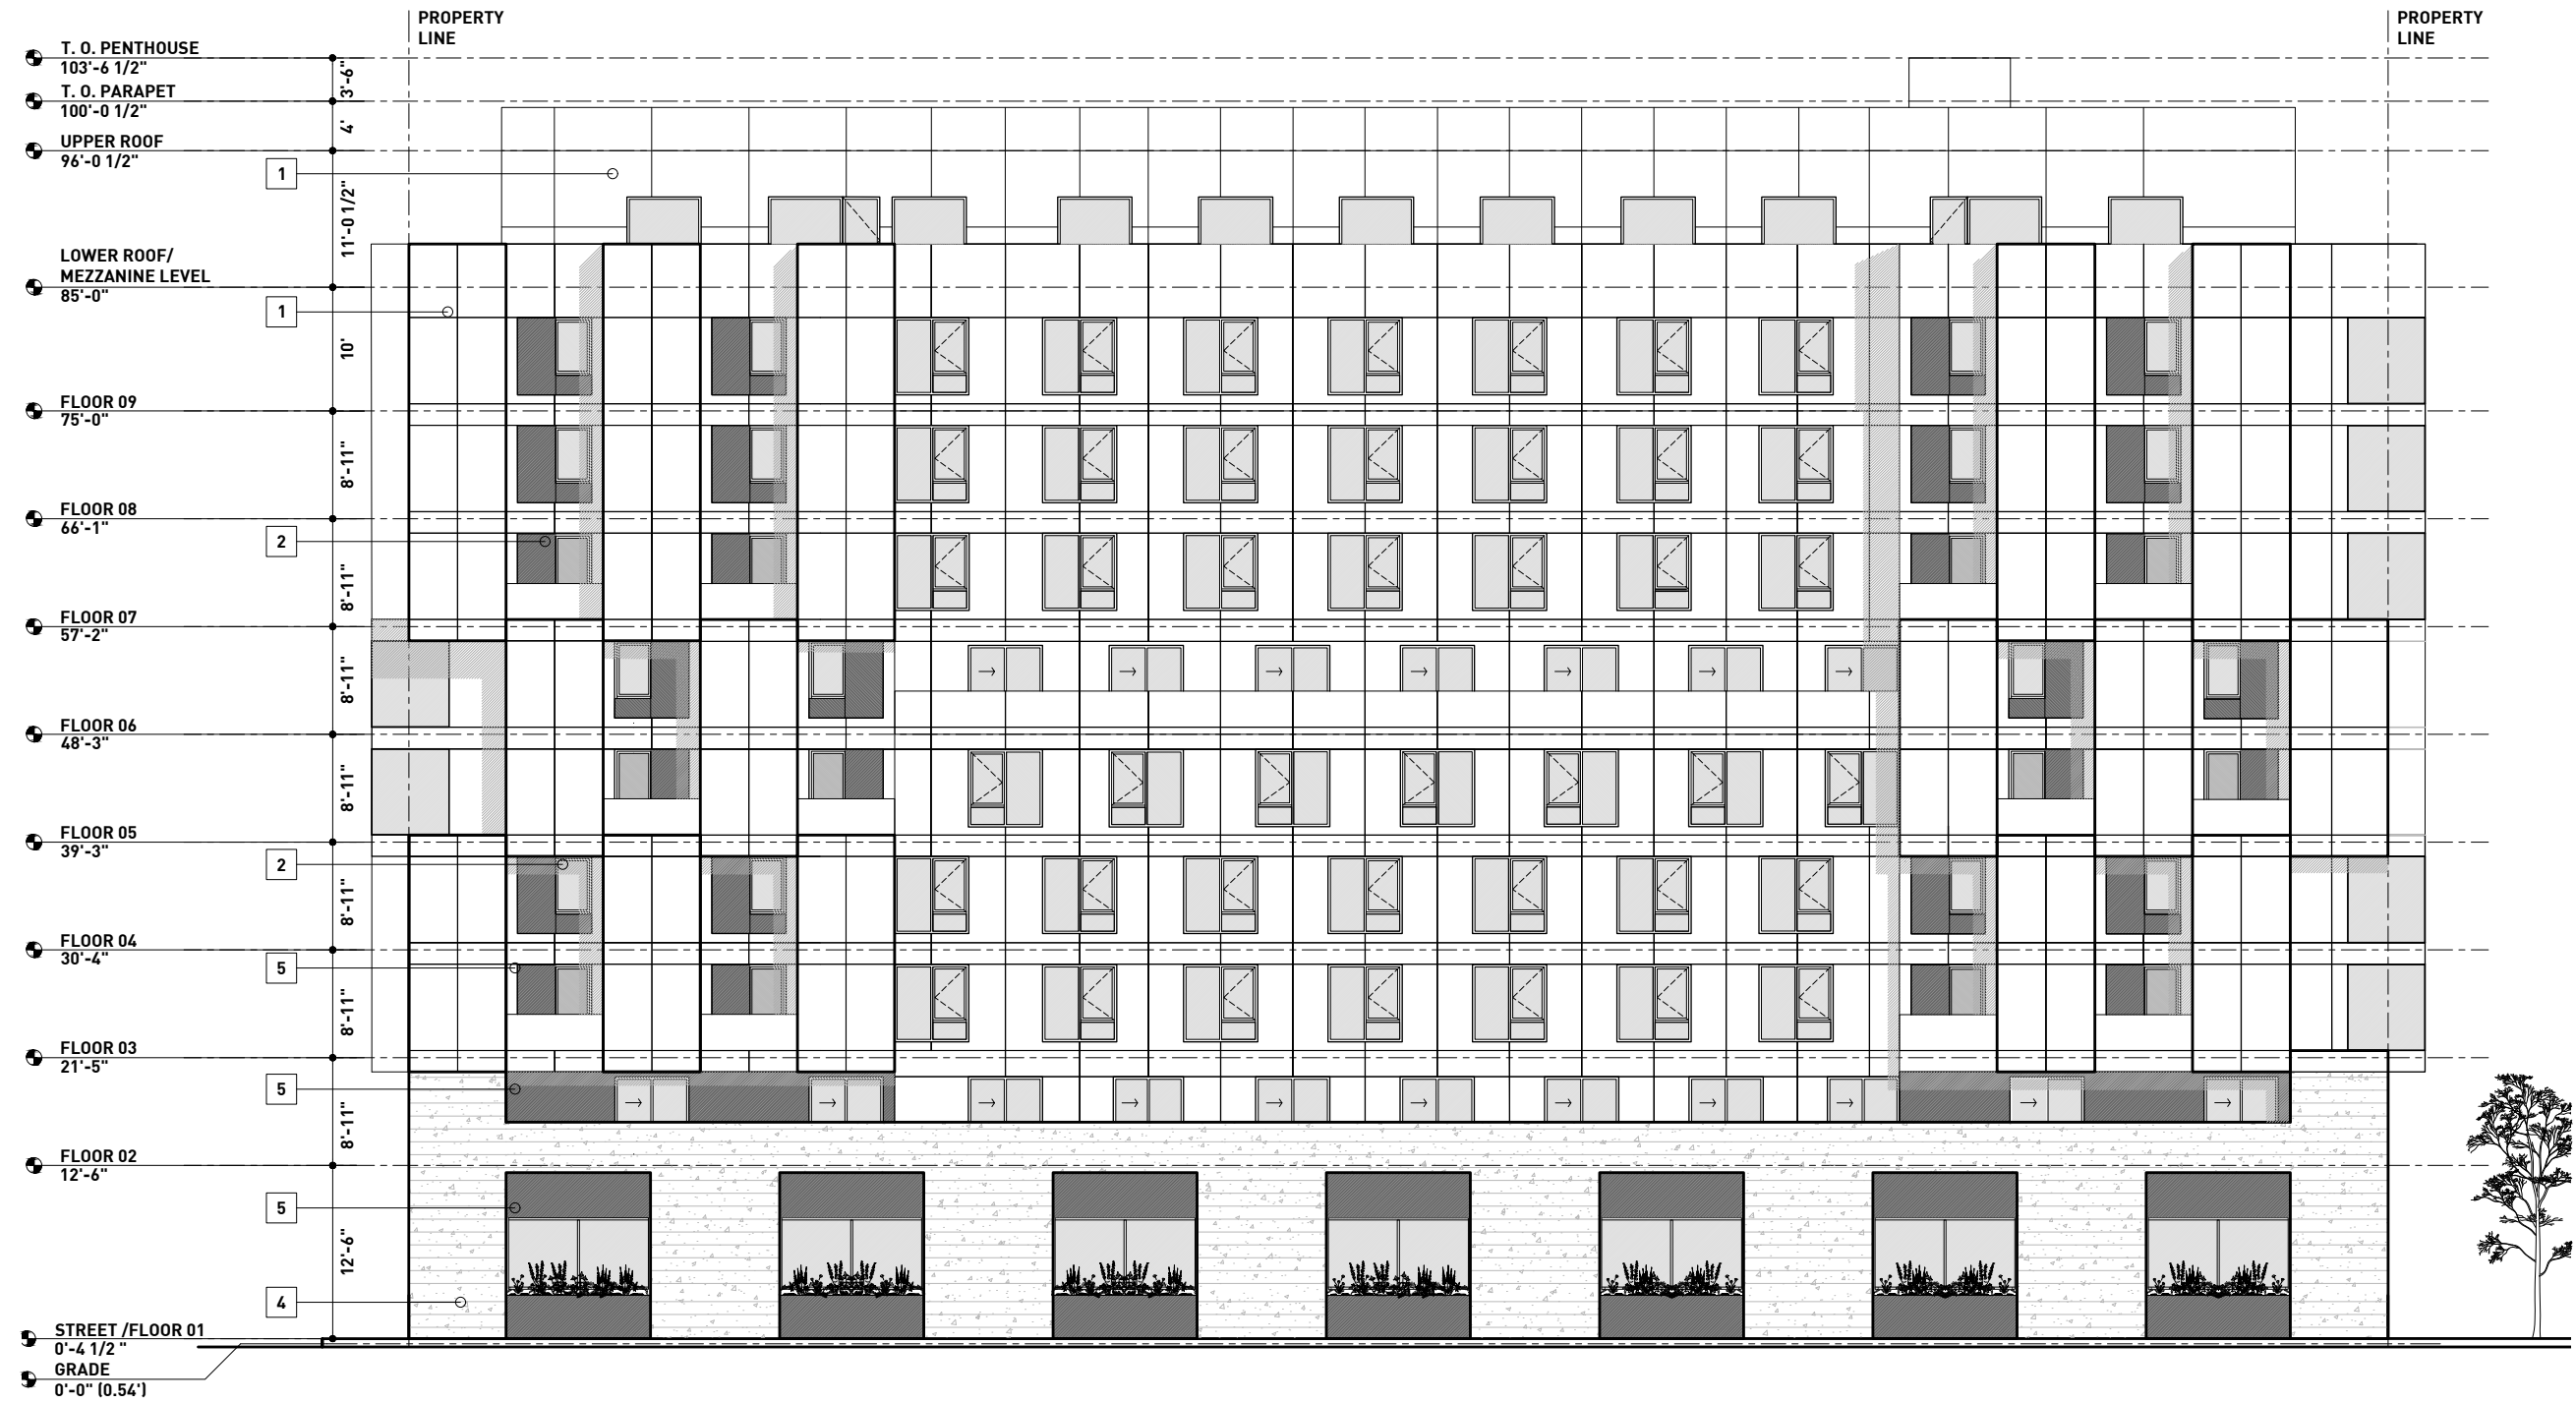 PROPERTY
LINE
PROPERTY
LINE
T. O. PENTHOUSE
103'-6 1/2"
3'-6"
T. O. PARAPET
100'-0 1/2"
4'
UPPER ROOF
96'-0 1/2"
1
11'-0 1/2"
LOWER ROOF/
MEZZANINE LEVEL
85'-0"
1
10'
FLOOR 09
75'-0"
8'-11"
FLOOR 08
66'-1"
2
8'-11"
FLOOR 07
57'-2"
8'-11"
FLOOR 06
48'-3"
8'-11"
FLOOR 05
39'-3"
2
8'-11"
FLOOR 04
30'-4"
5
8'-11"
FLOOR 03
21'-5"
5
8'-11"
FLOOR 02
12'-6"
5
12'-6"
4
STREET /FLOOR 01
0'-4 1/2 "
GRADE
0'-0" (0.54')